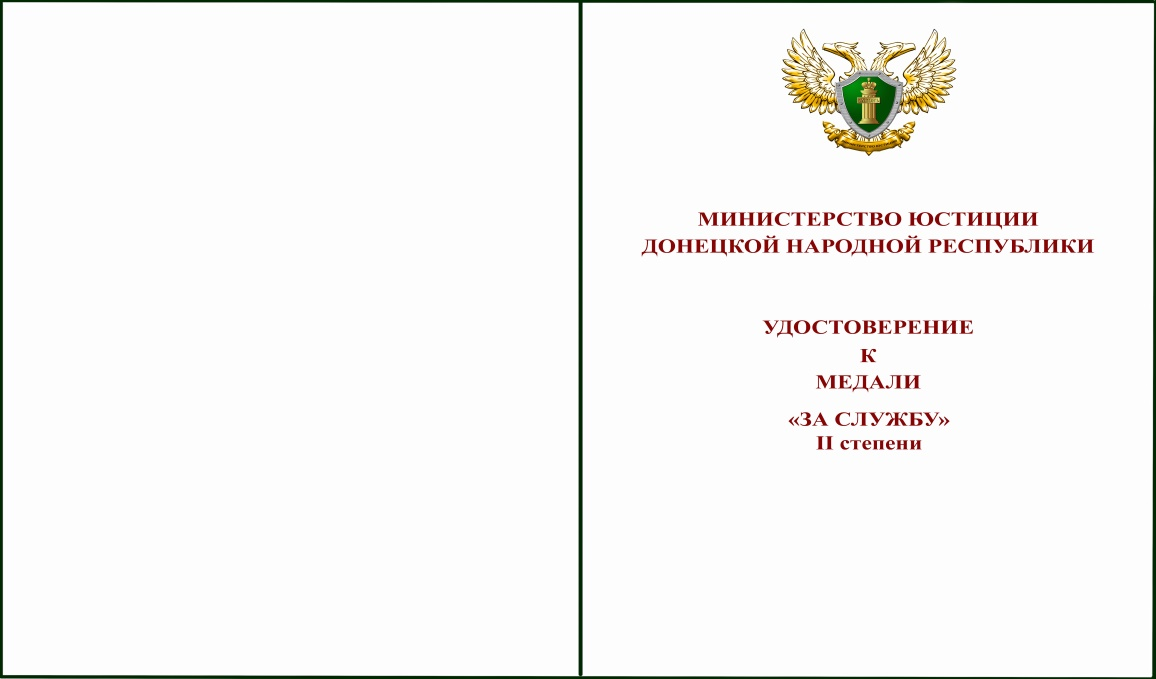 МИНИСТЕРСТВО ЮСТИЦИИ
ДОНЕЦКОЙ НАРОДНОЙ РЕСПУБЛИКИ
УДОСТОВЕРЕНИЕ
К
МЕДАЛИ
«ЗА СЛУЖБУ»
II степени